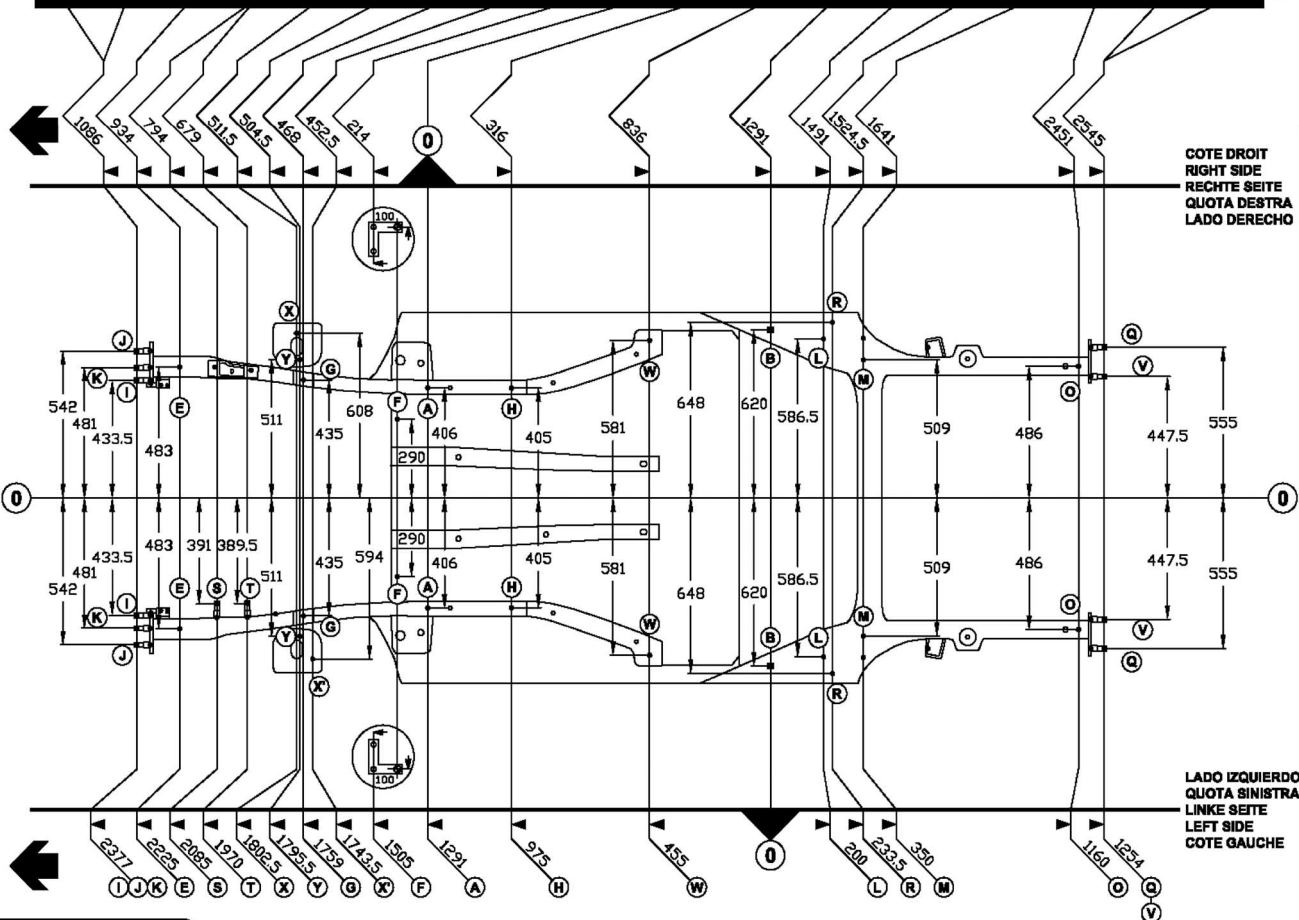 1086 934 794 679 511.5 504.5 468 452.5 214 0 316 836 1291 1491 1524.5 1641 2451 2545
COTE DROIT
RIGHT SIDE
RECHTE SEITE
QUOTA DESTRA
LADO DERECHO
100
X R
J Y G B L Q
K I E F A H W M O V
542 481 433.5 483 511 435 608 290 406 405 581 648 620 586.5 509 486 447.5 555
0 0
542 481 433.5 483 391 389.5 511 435 594 290 406 405 581 648 620 586.5 509 486 447.5 555
I E S T F A H M O
K Y G W B L V
J X' R Q
100
LADO IZQUIERDO
QUOTA SINISTRA
LINKE SEITE
LEFT SIDE
COTE GAUCHE
2377 2225 2085 1970 1802.5 1795.5 1759 1743.5 1505 1291 975 455 0 200 233.5 350 1160 1254
I J K E S T X Y G X' F A H W L R M O Q
V